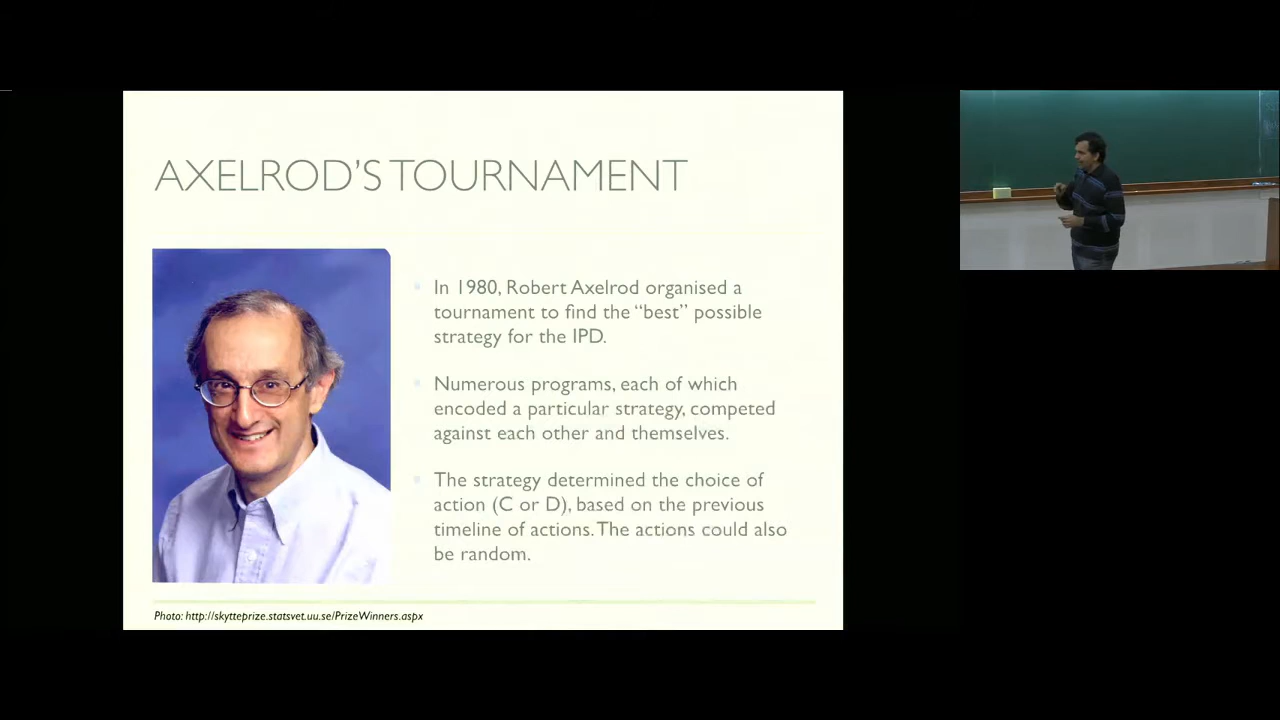 AXELROD'S TOURNAMENT
In 1980, Robert Axelrod organised a
tournament to find the “best” possible
strategy for the IPD.
Numerous programs, each of which
encoded a particular strategy, competed
against each other and themselves.
The strategy determined the choice of
action (C or D), based on the previous
timeline of actions. The actions could also
be random.
Photo: http://skytteprize.statsvet.uu.se/PrizeWinners.aspx